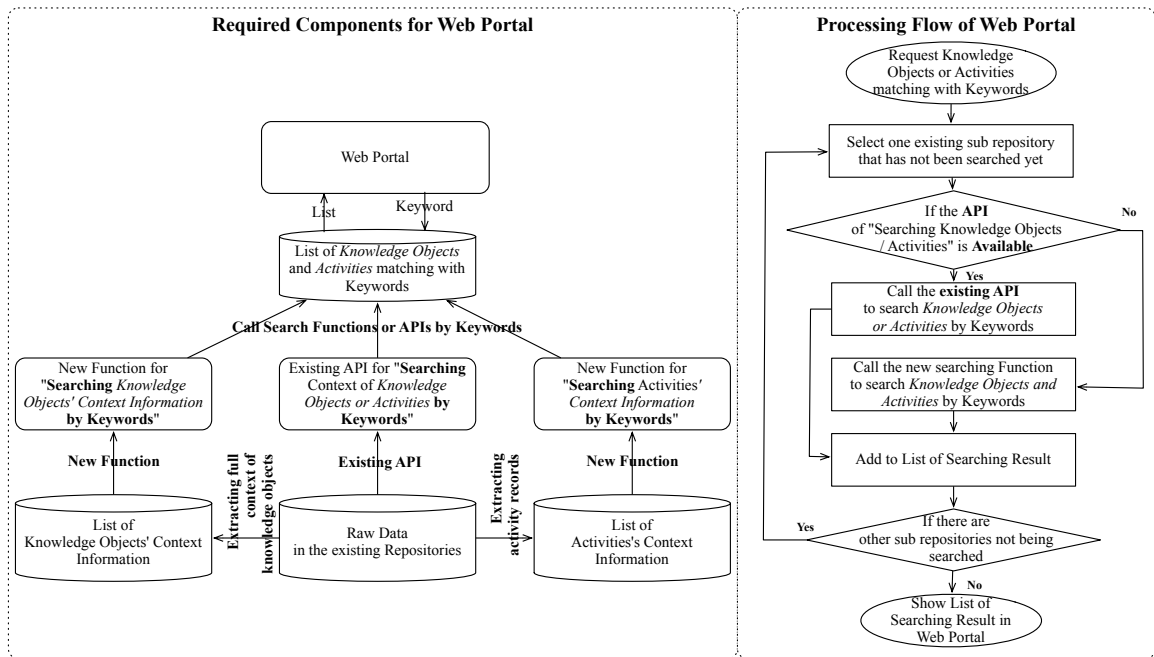 Required Components for Web Portal
Web Portal
List
Keyword
List of Knowledge Objects
and Activities matching with
Keywords
Call Search Functions or APIs by Keywords
New Function for
"Searching Knowledge
Objects' Context Information
by Keywords"
Existing API for "Searching
Context of Knowledge
Objects or Activities by
Keywords"
New Function for
"Searching Activities'
Context Information
by Keywords"
New Function
Existing API
New Function
Extracting full
context of
knowledge objects
Extracting
activity records
List of
Knowledge Objects' Context
Information
Raw Data
in the existing Repositories
List of
Activities's Context
Information
Processing Flow of Web Portal
Request Knowledge
Objects or Activities
matching with Keywords
Select one existing sub repository
that has not been searched yet
If the API
of "Searching Knowledge Objects
/ Activities" is Available
No
Yes
Call the existing API
to search Knowledge Objects
or Activities by Keywords
Call the new searching Function
to search Knowledge Objects and
Activities by Keywords
Add to List of Searching Result
If there are
other sub repositories not being
searched
Yes
No
Show List of
Searching Result in
Web Portal